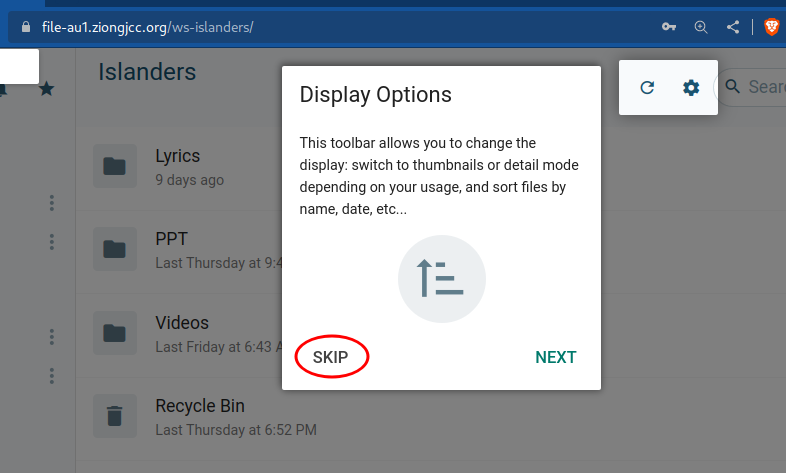 file-au1.ziongjcc.org/ws-islanders/
Islanders
Sear
Display Options
This toolbar allows you to change the
display: switch to thumbnails or detail mode
depending on your usage, and sort files by
name, date, etc...
SKIP
NEXT
Lyrics
9 days ago
PPT
Last Thursday at 9:4
Videos
Last Friday at 6:43 A
Recycle Bin
Last Thursday at 6:52 PM